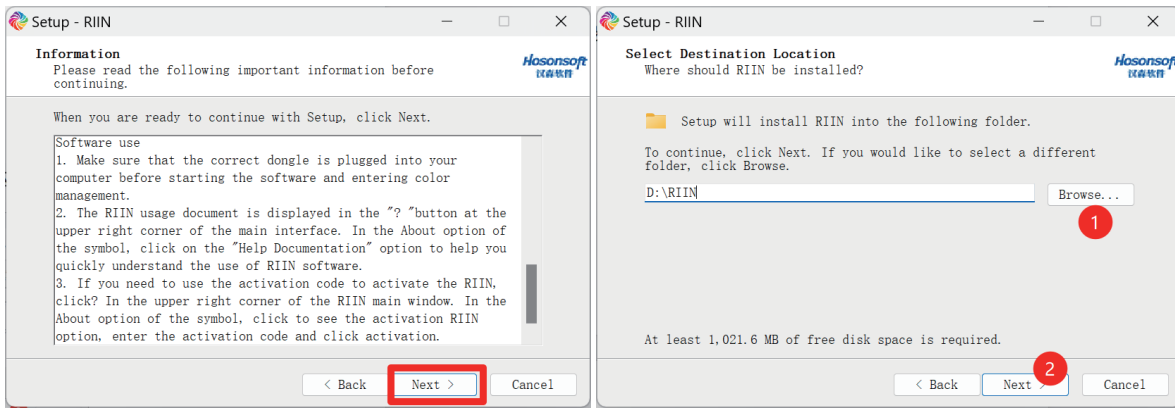 Setup - RIIN
Information
Please read the following important information before
continuing.
Hosonsoft
汉森软件
When you are ready to continue with Setup, click Next.
Software use
1. Make sure that the correct dongle is plugged into your
computer before starting the software and entering color
management.
2. The RIIN usage document is displayed in the "? "button at the
upper right corner of the main interface. In the About option of
the symbol, click on the "Help Documentation" option to help you
quickly understand the use of RIIN software.
3. If you need to use the activation code to activate the RIIN,
click? In the upper right corner of the RIIN main window. In the
About option of the symbol, click to see the activation RIIN
option, enter the activation code and click activation.
< Back
Next >
Cancel
Setup - RIIN
Select Destination Location
Where should RIIN be installed?
Hosonsoft
汉森软件
Setup will install RIIN into the following folder.
To continue, click Next. If you would like to select a different
folder, click Browse.
D:\RIIN
Browse...
1
At least 1,021.6 MB of free disk space is required.
2
< Back
Next >
Cancel